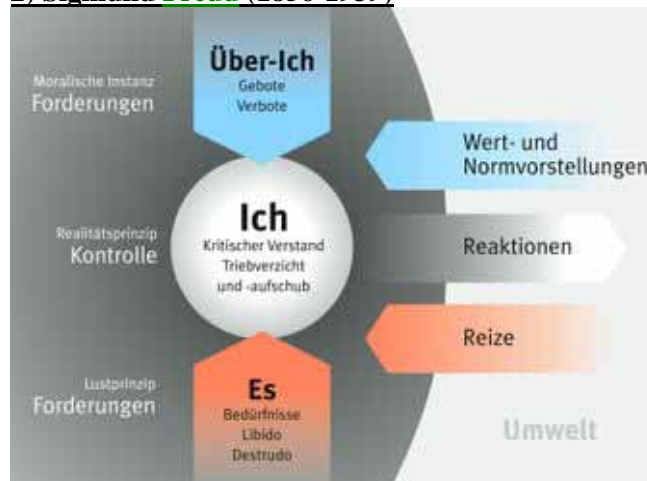 2) Sigmund Freud (1856-1939)
Über-Ich
Gebote
Verbote
Moralische Instanz
Forderungen
Wert- und
Normvorstellungen
Ich
Kritischer Verstand
Triebverzicht
und -aufschub
Realitätsprinzip
Kontrolle
Reaktionen
Reize
Lustprinzip
Forderungen
Es
Bedürfnisse
Libido
Destrudo
Umwelt